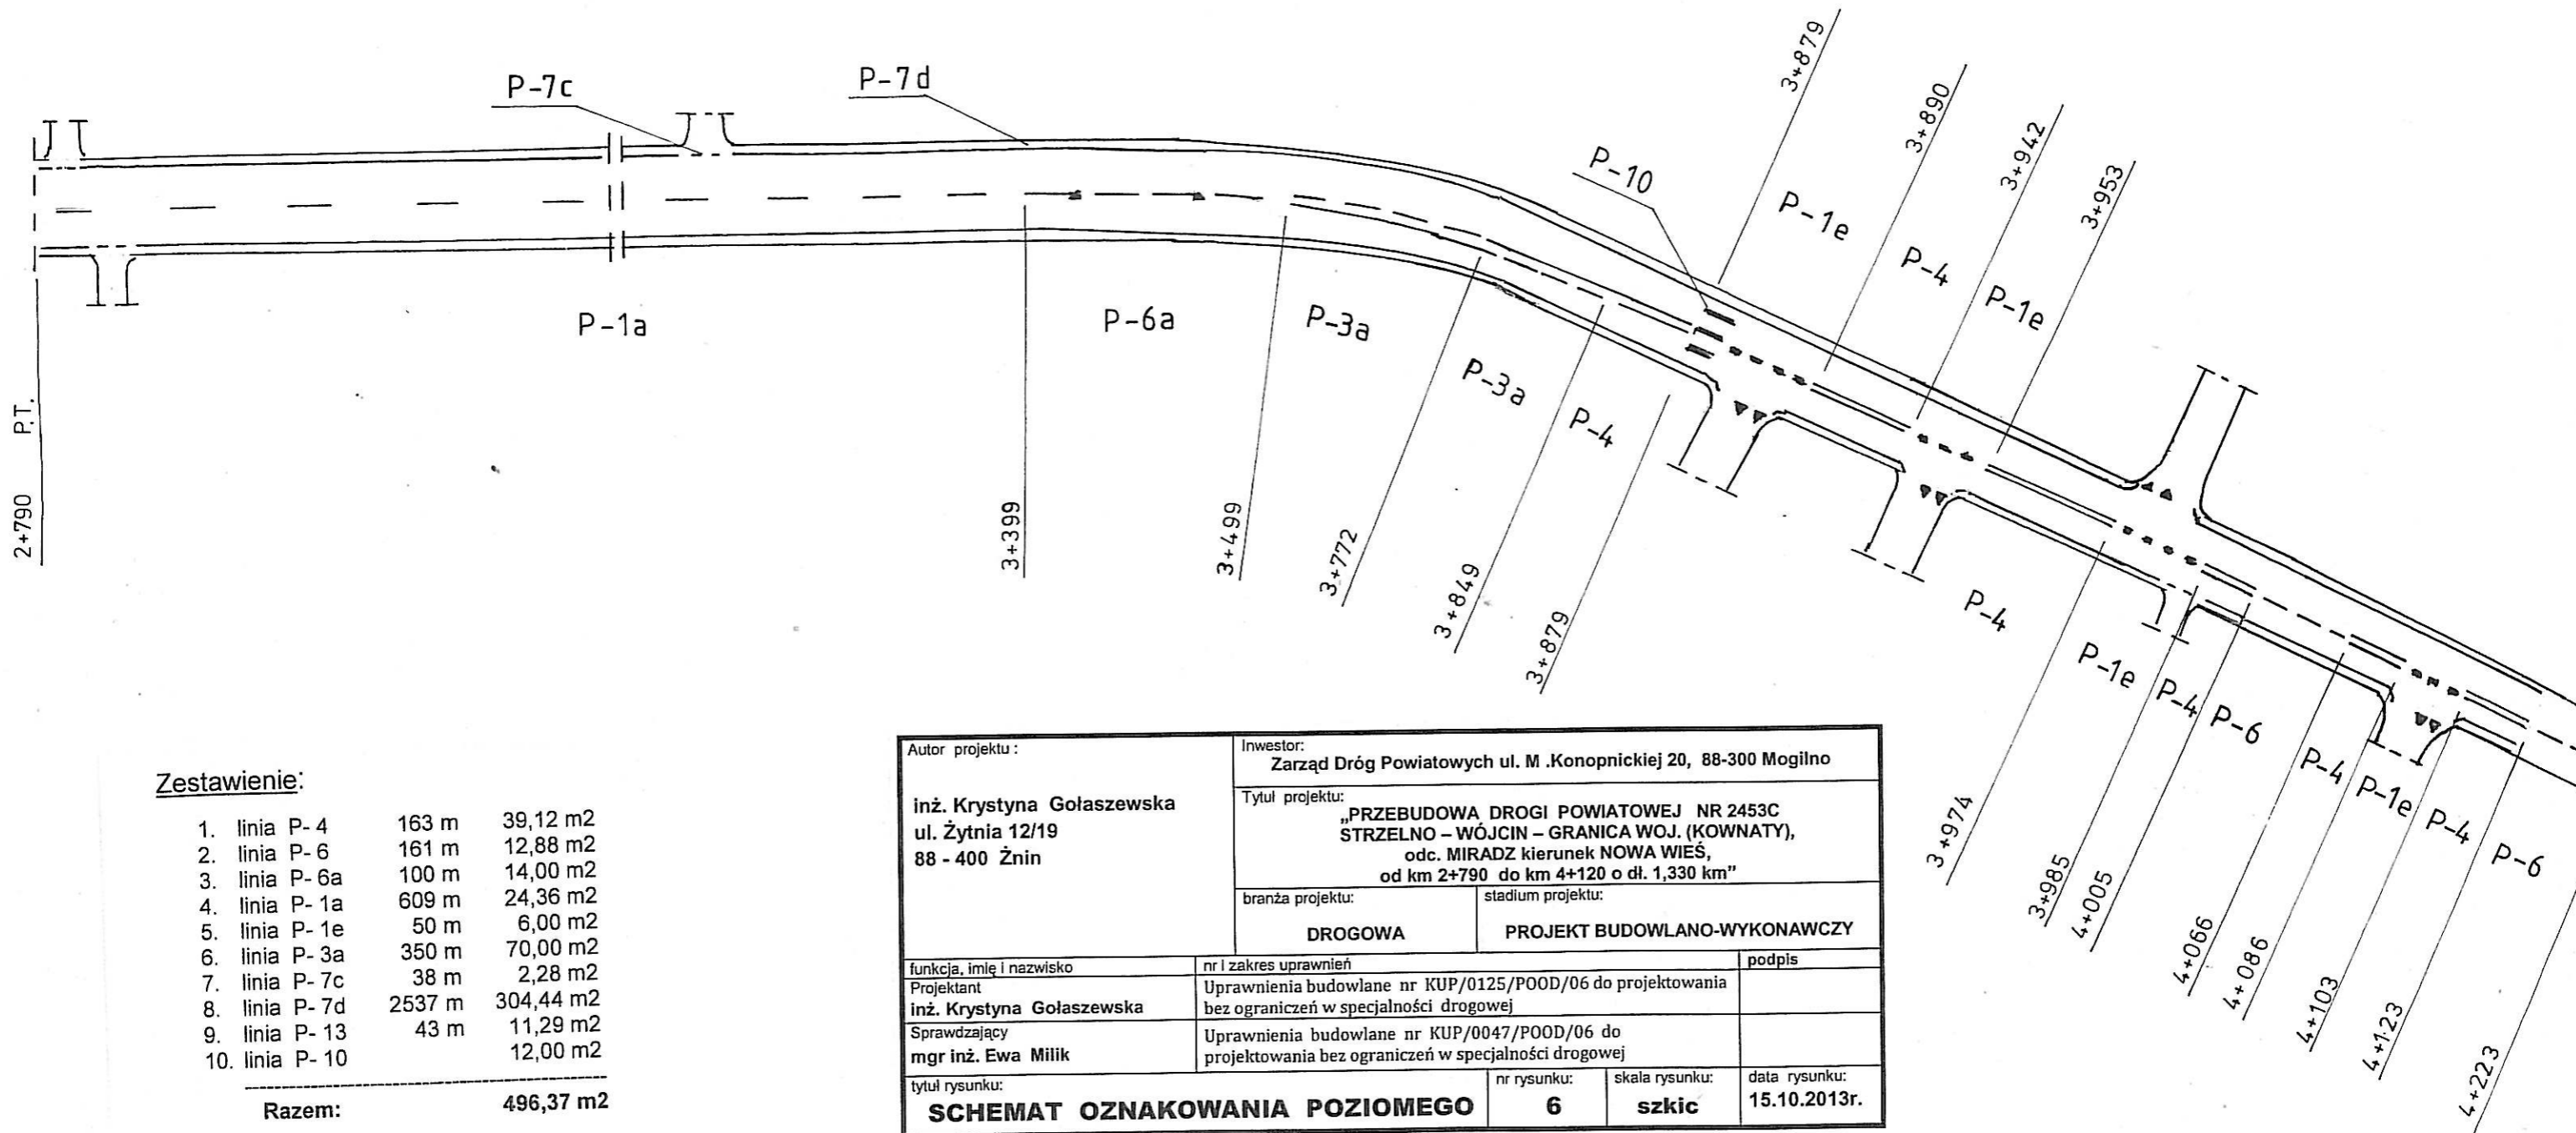 P-7c
P-7d
P-10
3+879
3+890
3+942
3+953
P-1e
P-4
P-1e
P-1a
P-6a
P-3a
P-3a
P-4
P-4
P-1e
P-4
P-6
P-4
P-1e
P-4
P-6
2+790 P.T.
3+399
3+499
3+772
3+849
3+879
3+974
3+985
4+005
4+066
4+086
4+103
4+123
4+223
Zestawienie:
1. linia P- 4 163 m 39,12 m2
2. linia P- 6 161 m 12,88 m2
3. linia P- 6a 100 m 14,00 m2
4. linia P- 1a 609 m 24,36 m2
5. linia P- 1e 50 m 6,00 m2
6. linia P- 3a 350 m 70,00 m2
7. linia P- 7c 38 m 2,28 m2
8. linia P- 7d 2537 m 304,44 m2
9. linia P- 13 43 m 11,29 m2
10. linia P- 10 12,00 m2
Razem: 496,37 m2
Autor projektu :
inż. Krystyna Gołaszewska
ul. Żytnia 12/19
88 - 400 Żnin
Inwestor:
Zarząd Dróg Powiatowych ul. M .Konopnickiej 20, 88-300 Mogilno
Tytuł projektu:
„PRZEBUDOWA DROGI POWIATOWEJ NR 2453C
STRZELNO – WÓJCIN – GRANICA WOJ. (KOWNATY),
odc. MIRADZ kierunek NOWA WIEŚ,
od km 2+790 do km 4+120 o dł. 1,330 km”
branża projektu:
DROGOWA
stadium projektu:
PROJEKT BUDOWLANO-WYKONAWCZY
funkcja, imię i nazwisko
nr i zakres uprawnień
podpis
Projektant
inż. Krystyna Gołaszewska
Uprawnienia budowlane nr KUP/0125/POOD/06 do projektowania
bez ograniczeń w specjalności drogowej
Sprawdzający
mgr inż. Ewa Milik
Uprawnienia budowlane nr KUP/0047/POOD/06 do
projektowania bez ograniczeń w specjalności drogowej
tytuł rysunku:
SCHEMAT OZNAKOWANIA POZIOMEGO
nr rysunku:
6
skala rysunku:
szkic
data rysunku:
15.10.2013r.